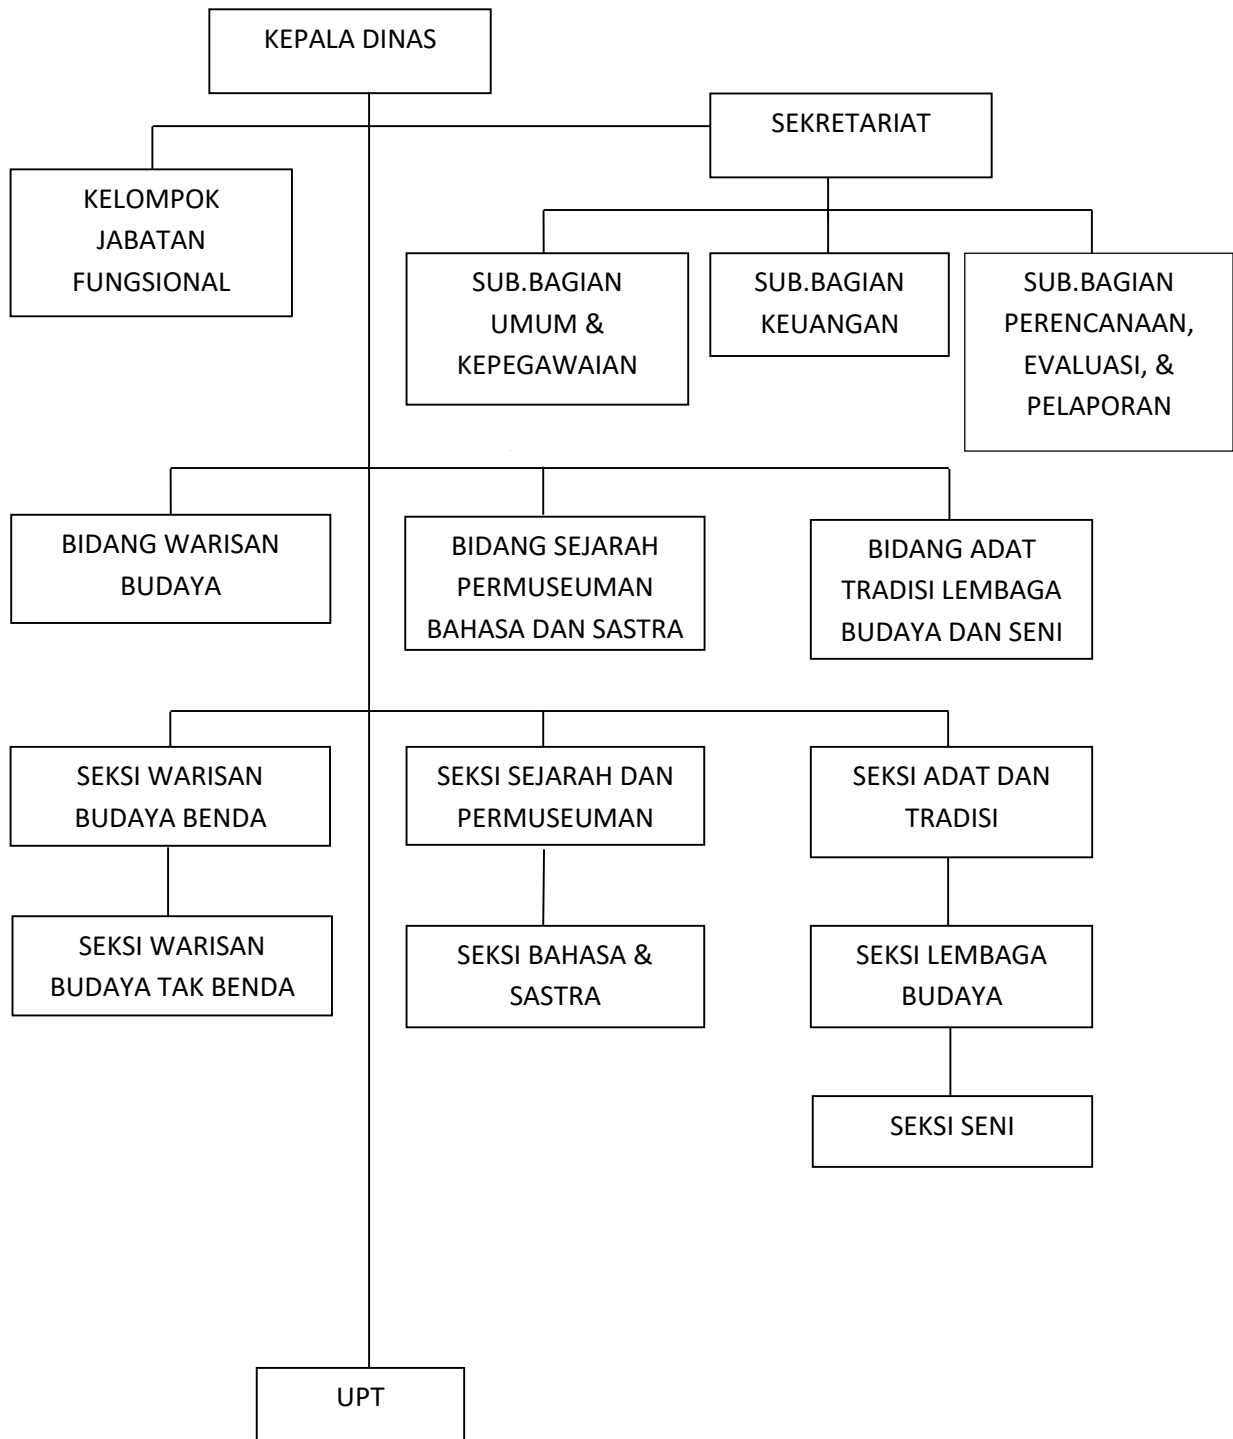 KEPALA DINAS
SEKRETARIAT
KELOMPOK
JABATAN
FUNGSIONAL
SUB.BAGIAN
UMUM &
KEPEGAWAIAN
SUB.BAGIAN
KEUANGAN
SUB.BAGIAN
PERENCANAAN,
EVALUASI, &
PELAPORAN
BIDANG WARISAN
BUDAYA
BIDANG SEJARAH
PERMUSEUMAN
BAHASA DAN SASTRA
BIDANG ADAT
TRADISI LEMBAGA
BUDAYA DAN SENI
SEKSI WARISAN
BUDAYA BENDA
SEKSI SEJARAH DAN
PERMUSEUMAN
SEKSI ADAT DAN
TRADISI
SEKSI WARISAN
BUDAYA TAK BENDA
SEKSI BAHASA &
SASTRA
SEKSI LEMBAGA
BUDAYA
SEKSI SENI
UPT